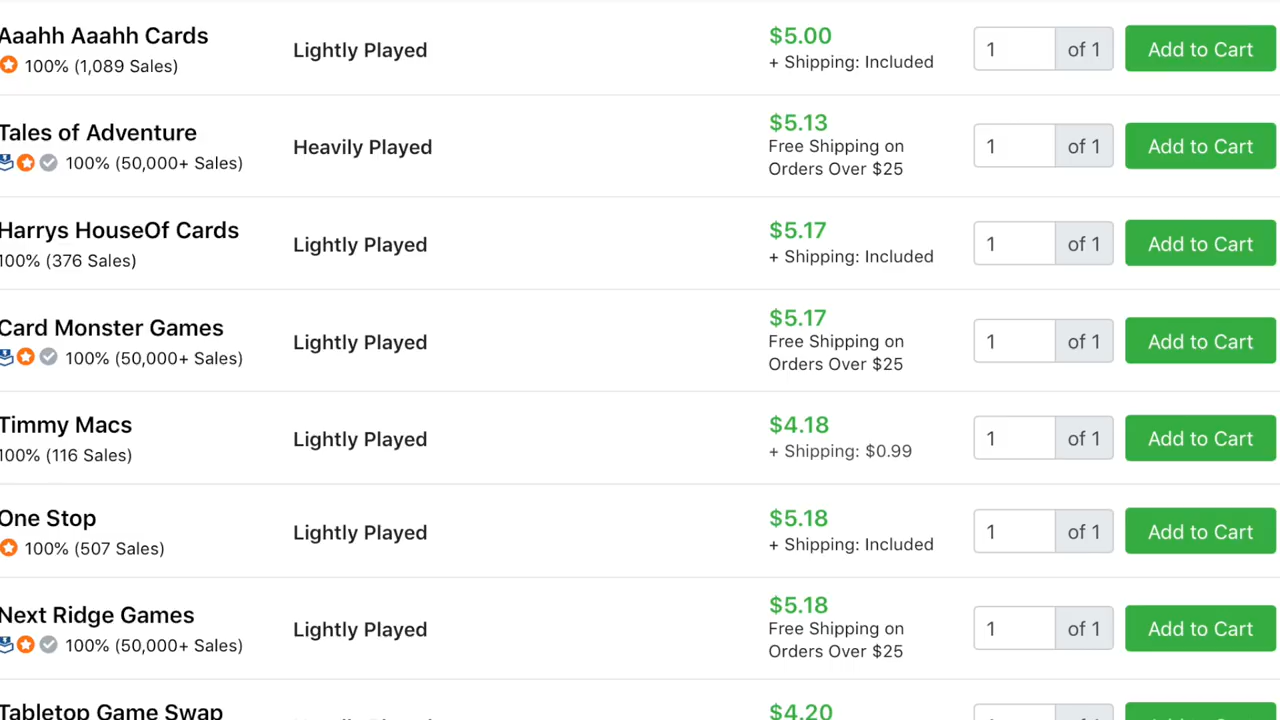 Aaahh Aaahh Cards
100% (1,089 Sales)
Lightly Played
$5.00
+ Shipping: Included
1 of 1
Add to Cart
Tales of Adventure
100% (50,000+ Sales)
Heavily Played
$5.13
Free Shipping on
Orders Over $25
1 of 1
Add to Cart
Harrys HouseOf Cards
100% (376 Sales)
Lightly Played
$5.17
+ Shipping: Included
1 of 1
Add to Cart
Card Monster Games
100% (50,000+ Sales)
Lightly Played
$5.17
Free Shipping on
Orders Over $25
1 of 1
Add to Cart
Timmy Macs
100% (116 Sales)
Lightly Played
$4.18
+ Shipping: $0.99
1 of 1
Add to Cart
One Stop
100% (507 Sales)
Lightly Played
$5.18
+ Shipping: Included
1 of 1
Add to Cart
Next Ridge Games
100% (50,000+ Sales)
Lightly Played
$5.18
Free Shipping on
Orders Over $25
1 of 1
Add to Cart
Tabletop Game Swap
$4.20